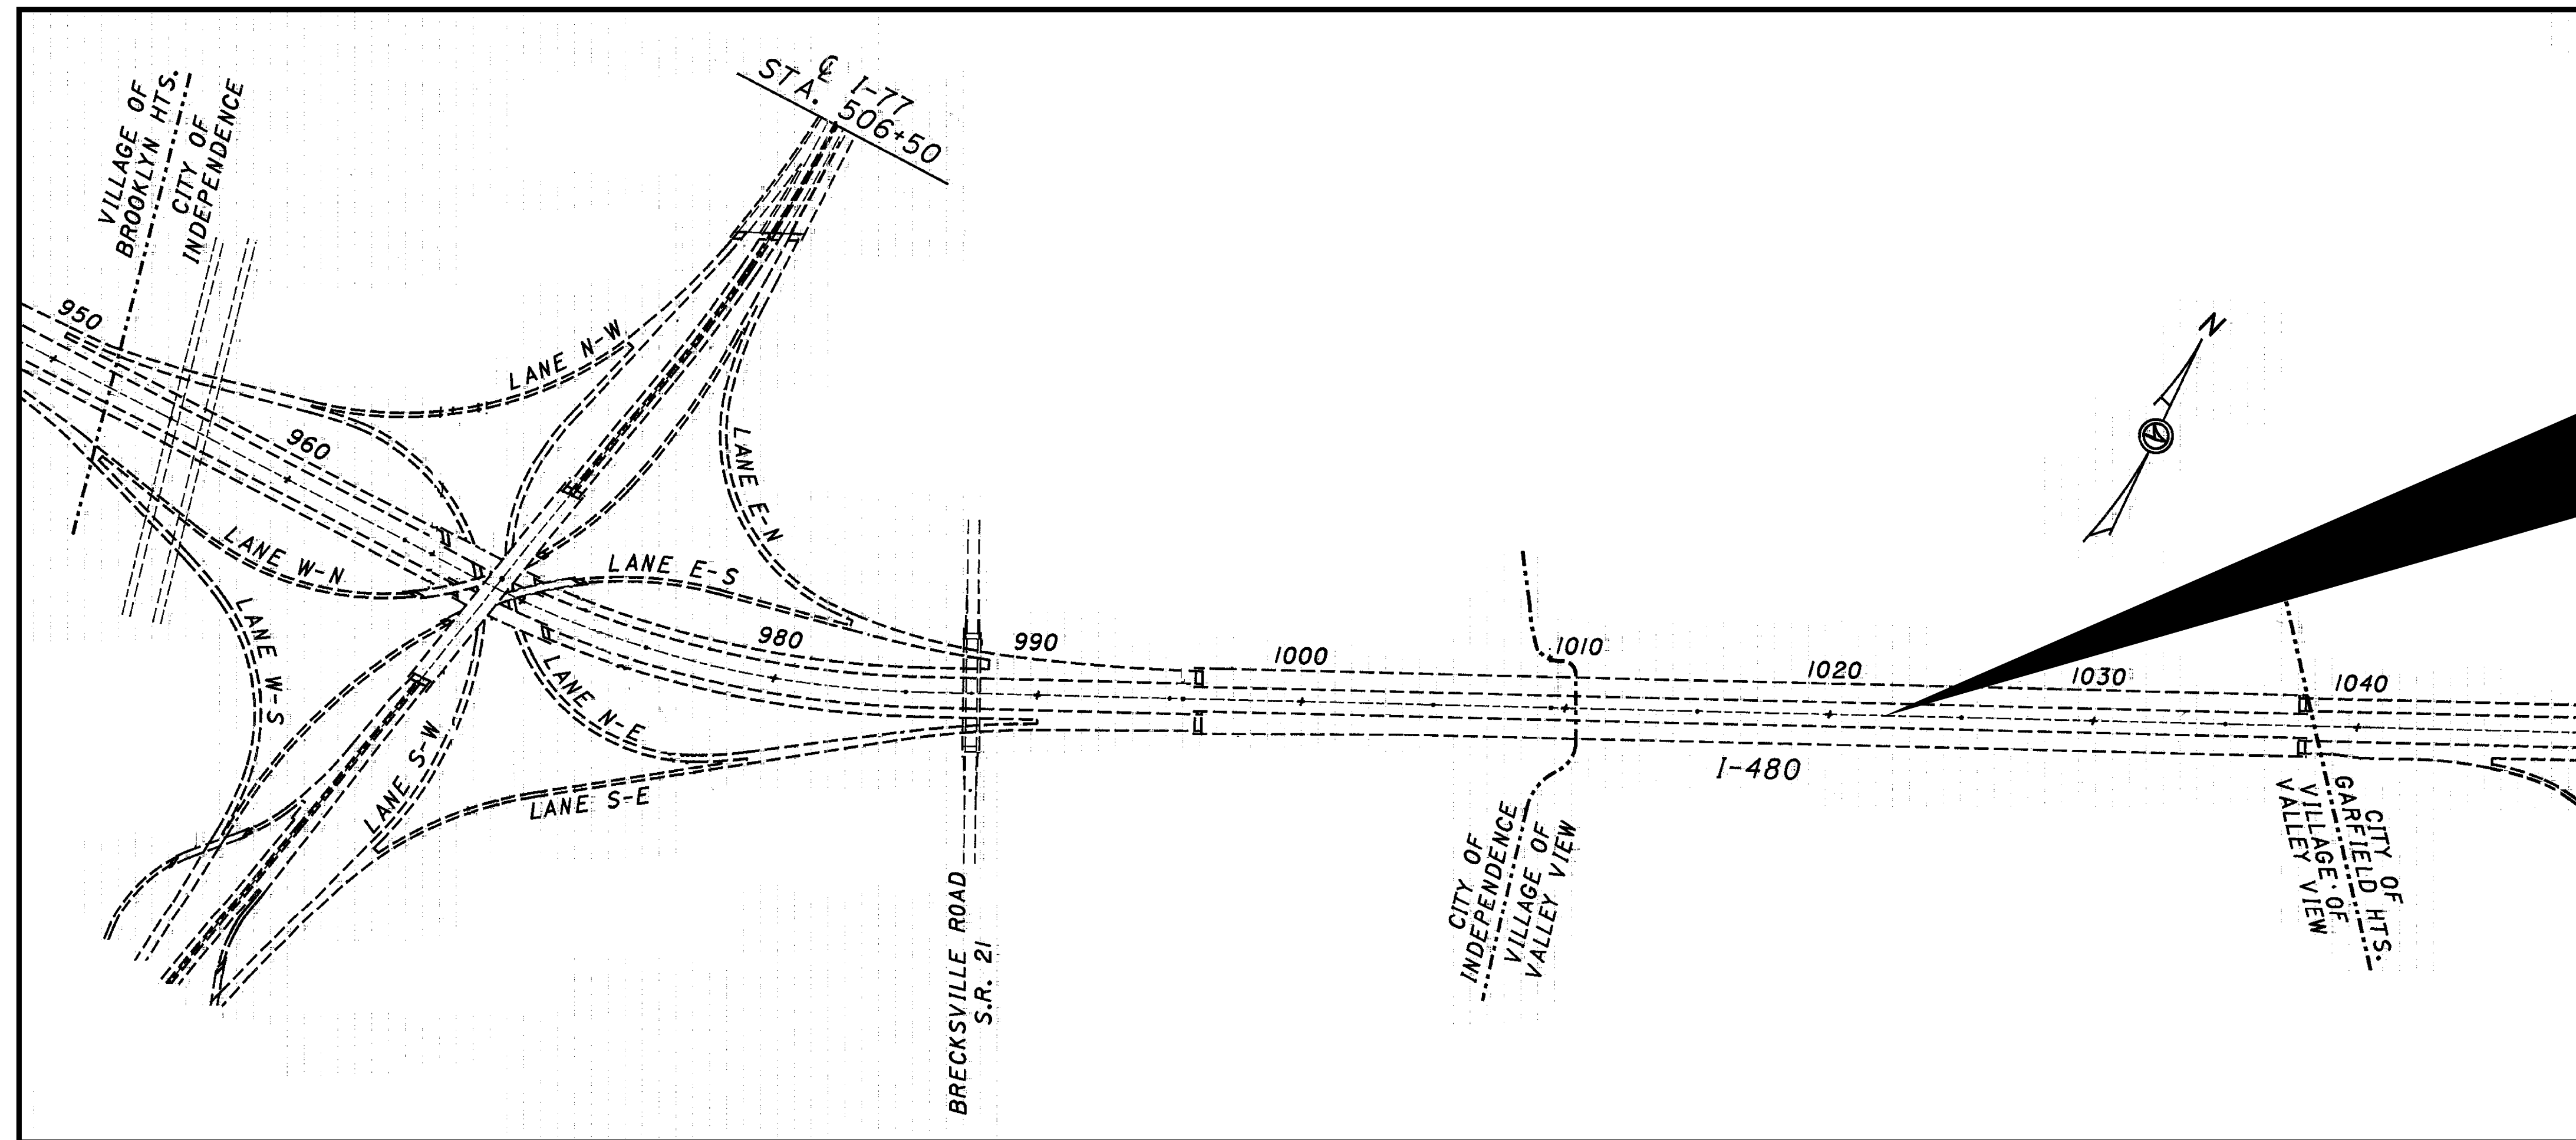 VILLAGE OF
BROOKLYN HTS.
CITY OF
INDEPENDENCE
℄ I-77
STA. 506+50
950
960
LANE N-W
LANE E-N
LANE W-N
LANE E-S
LANE W-S
LANE N-E
LANE S-W
LANE S-E
980
990
1000
1010
1020
1030
1040
I-480
N
BRECKSVILLE ROAD
S.R. 21
CITY OF
INDEPENDENCE
VILLAGE OF
VALLEY VIEW
CITY OF
GARFIELD HTS.
VILLAGE OF
VALLEY VIEW